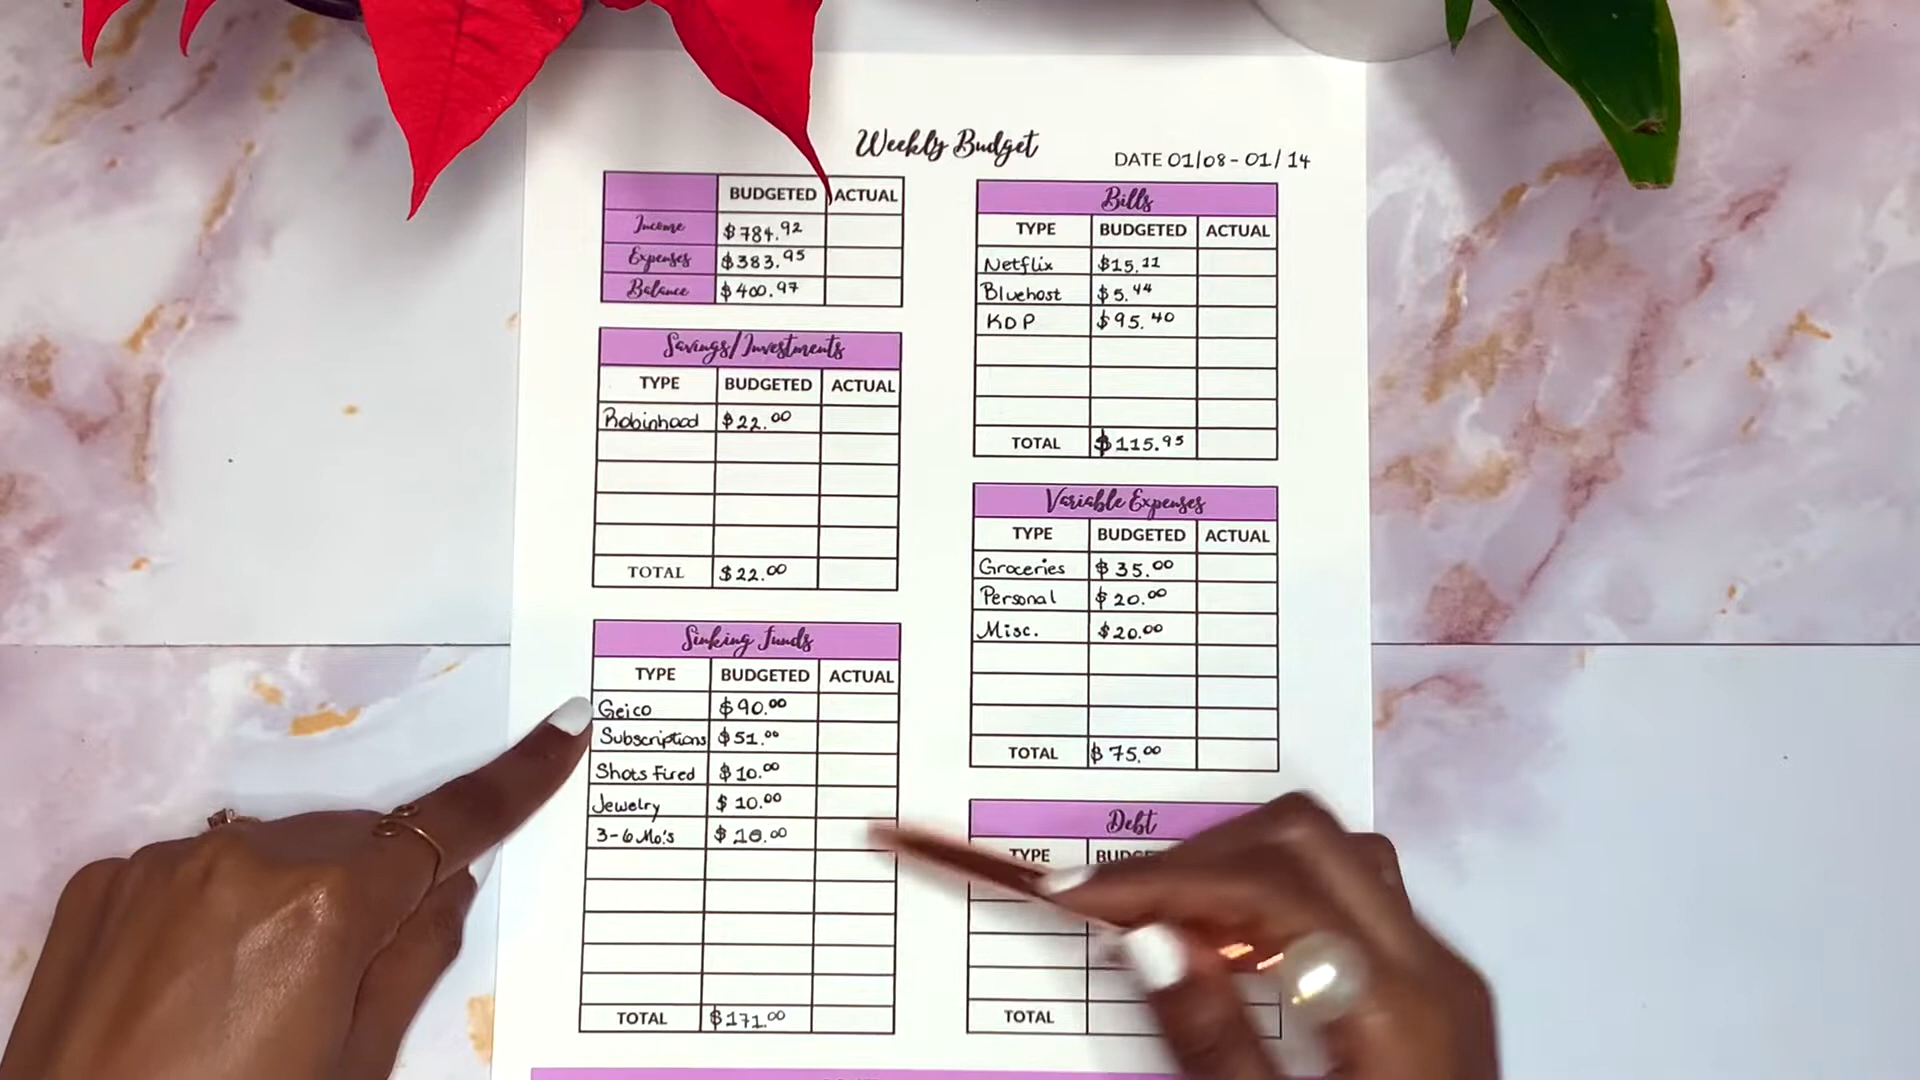 Weekly Budget
DATE 01/08 - 01/14
BUDGETED ACTUAL
Income $784.92
Expenses $383.95
Balance $400.97
Savings/Investments
TYPE BUDGETED ACTUAL
Robinhood $22.00
TOTAL $22.00
Sinking Funds
TYPE BUDGETED ACTUAL
Geico $90.00
Subscriptions $51.00
Shots Fired $10.00
Jewelry $10.00
3-6 Mo.'s $10.00
TOTAL $171.00
Bills
TYPE BUDGETED ACTUAL
Netflix $15.11
Bluehost $5.44
KDP $95.40
TOTAL $115.95
Variable Expenses
TYPE BUDGETED ACTUAL
Groceries $35.00
Personal $20.00
Misc. $20.00
TOTAL $75.00
Debt
TYPE
TOTAL